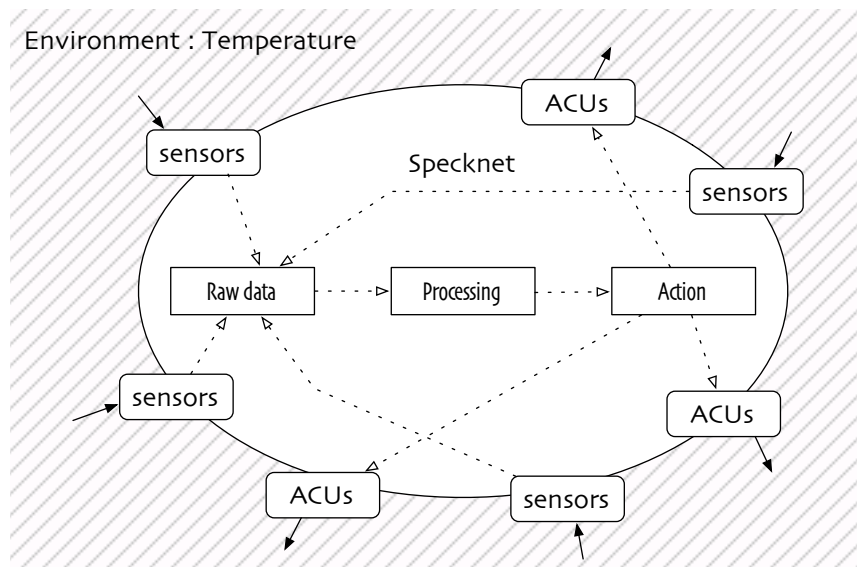 Environment : Temperature
ACUs
sensors
Specknet
sensors
Raw data
Processing
Action
sensors
ACUs
ACUs
sensors